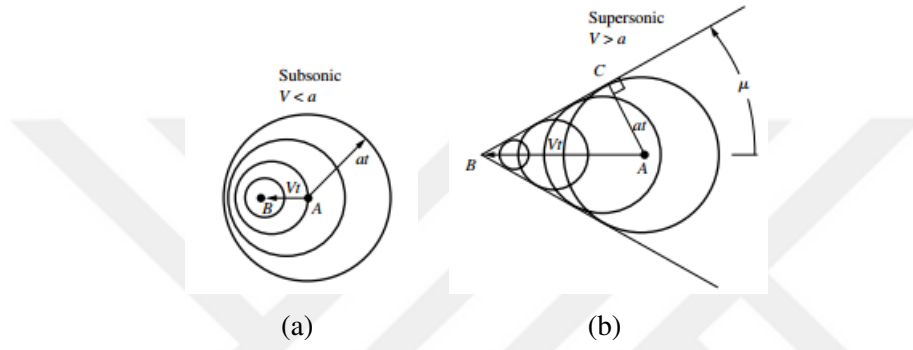 Subsonic
V < a
at
Vt
B
A
(a)
Supersonic
V > a
C
μ
at
Vt
B
A
(b)